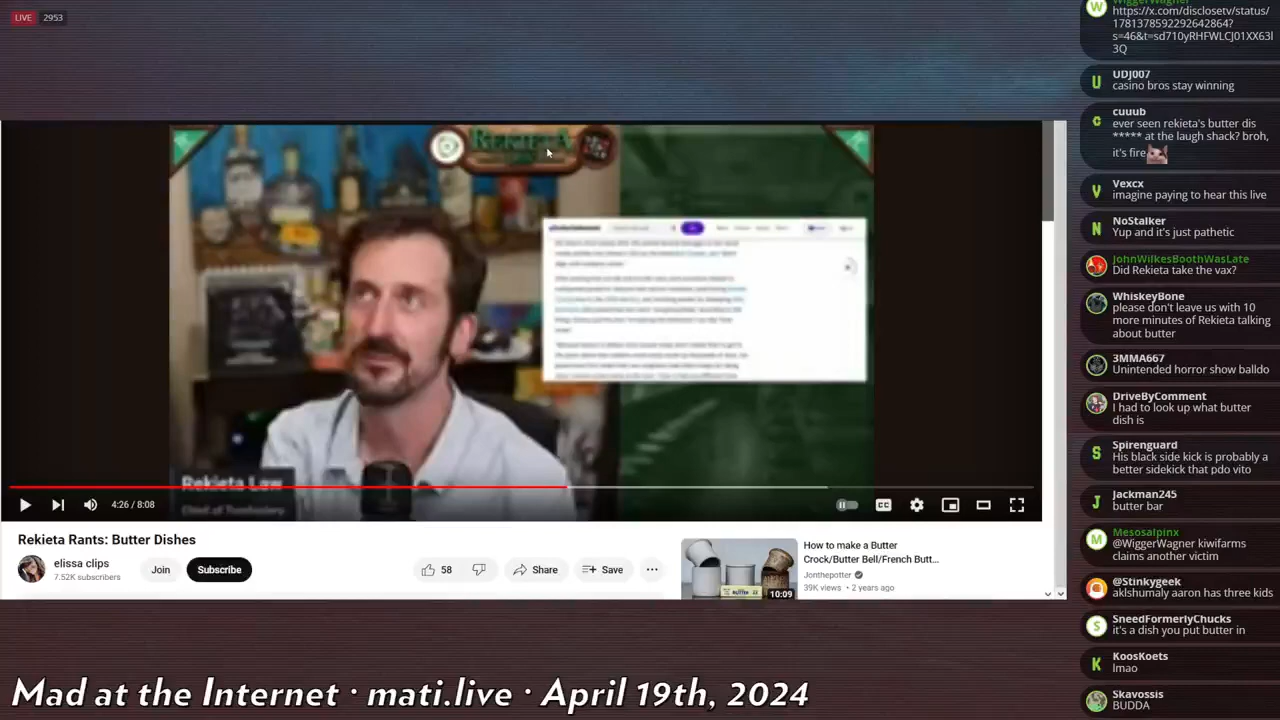 LIVE 2953
REKIETA
Rekieta Law
4:26 / 8:08
CC
Rekieta Rants: Butter Dishes
elissa clips
7.52K subscribers
Join
Subscribe
58
Share
Save
How to make a Butter
Crock/Butter Bell/French Butt...
Jonthepotter
39K views • 2 years ago
10:09
Mad at the Internet · mati.live · April 19th, 2024
WiggerWagner
https://x.com/disclosetv/status/
1781378592292642864?
s=46&t=sd710yRHFWLCJ01XX63l
3Q
UDJ007
casino bros stay winning
cuuub
ever seen rekieta's butter dis
***** at the laugh shack? broh,
it's fire
Vexcx
imagine paying to hear this live
NoStalker
Yup and it's just pathetic
JohnWilkesBoothWasLate
Did Rekieta take the vax?
WhiskeyBone
please don't leave us with 10
more minutes of Rekieta talking
about butter
3MMA667
Unintended horror show balldo
DriveByComment
I had to look up what butter
dish is
Spirenguard
His black side kick is probably a
better sidekick that pdo vito
Jackman245
butter bar
Mesosalpinx
@WiggerWagner kiwifarms
claims another victim
@Stinkygeek
aklshumaly aaron has three kids
SneedFormerlyChucks
it's a dish you put butter in
KoosKoets
lmao
Skavossis
BUDDA